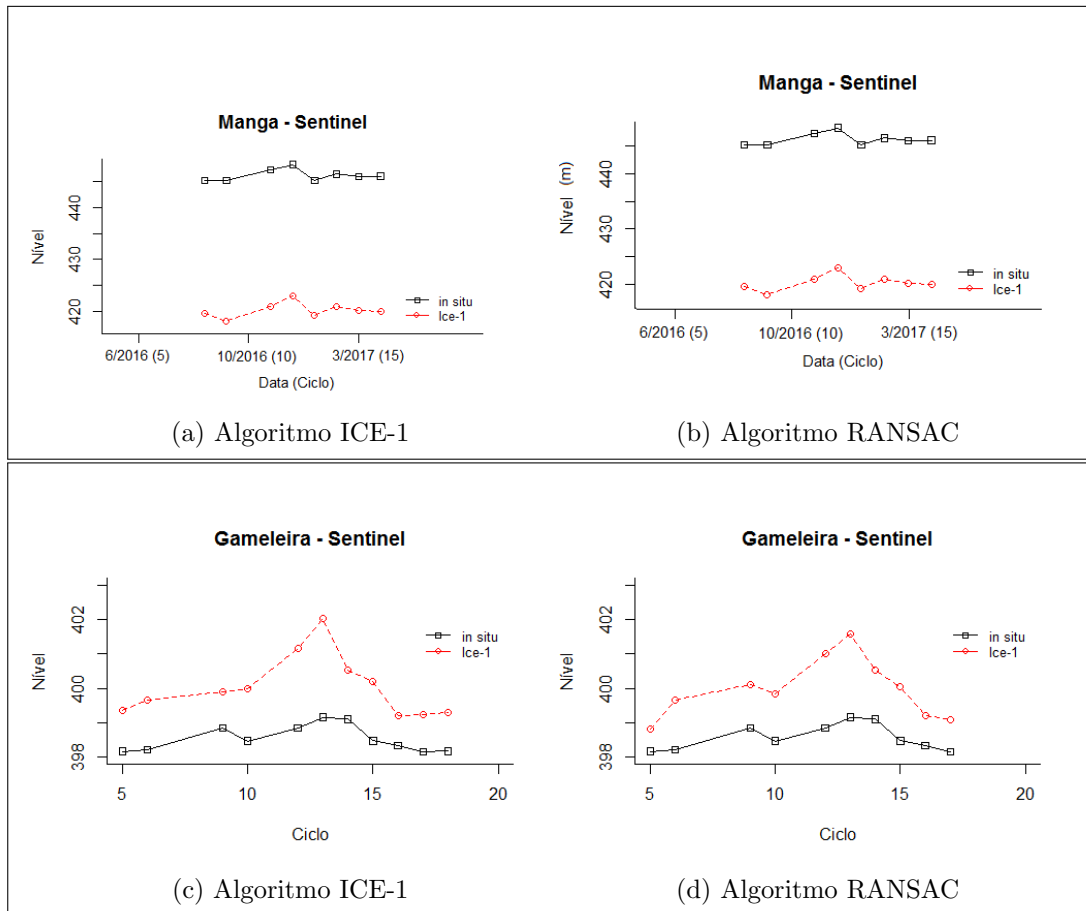 Manga - Sentinel
Nível
440
430
420
in situ
Ice-1
6/2016 (5)
10/2016 (10)
3/2017 (15)
Data (Ciclo)
(a) Algoritmo ICE-1
Manga - Sentinel
Nível (m)
440
430
420
in situ
Ice-1
6/2016 (5)
10/2016 (10)
3/2017 (15)
Data (Ciclo)
(b) Algoritmo RANSAC
Gameleira - Sentinel
Nível
402
400
398
in situ
Ice-1
5
10
15
20
Ciclo
(c) Algoritmo ICE-1
Gameleira - Sentinel
Nível
402
400
398
in situ
Ice-1
5
10
15
20
Ciclo
(d) Algoritmo RANSAC